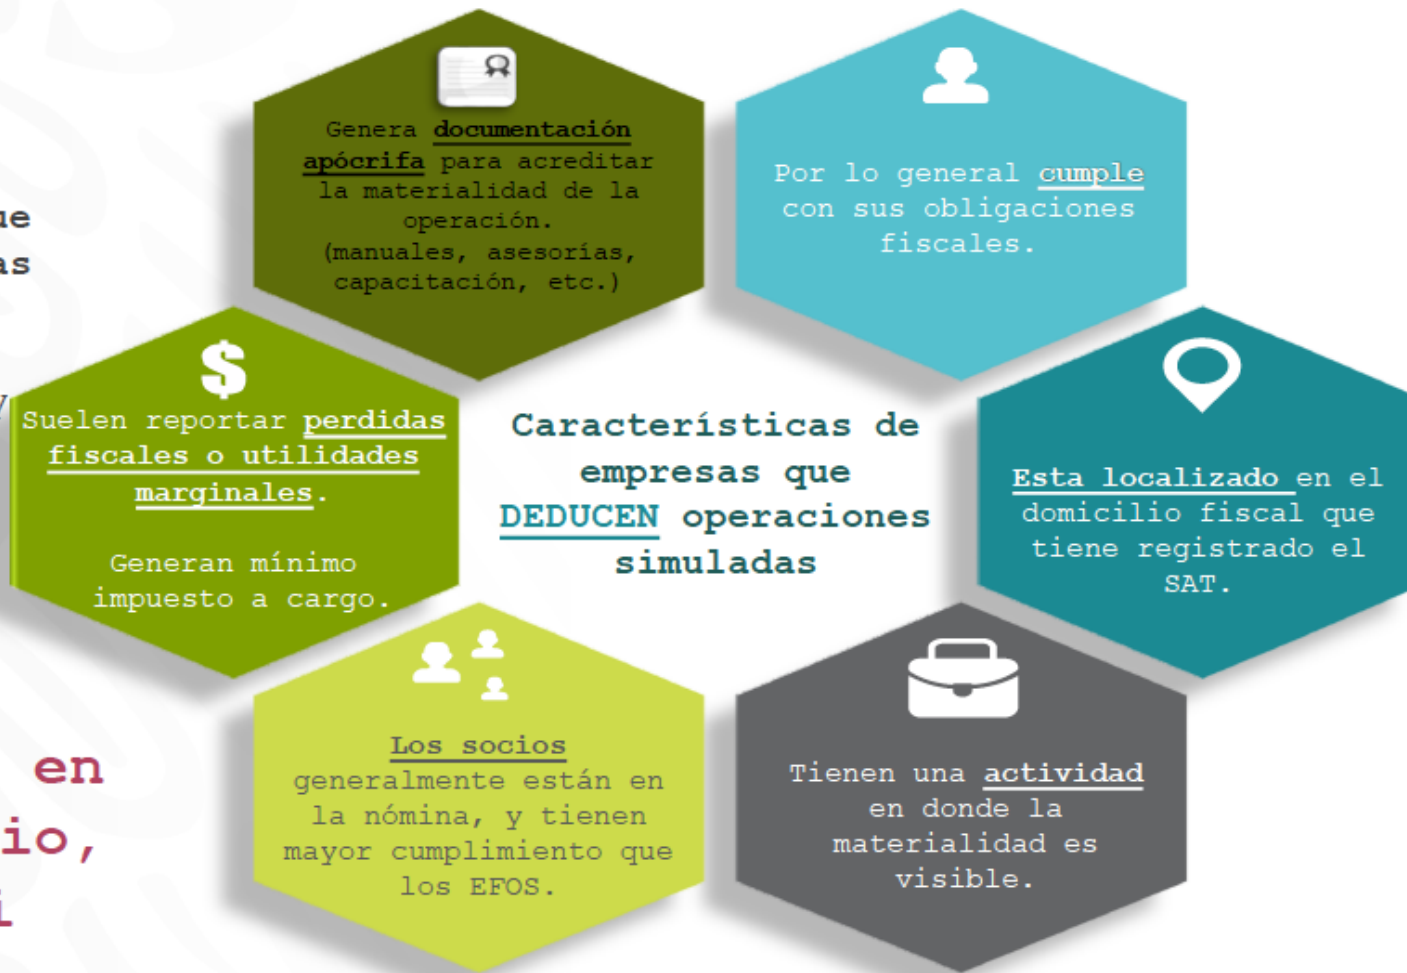 Genera documentación
apócrifa para acreditar
la materialidad de la
operación.
(manuales, asesorías,
capacitación, etc.)
Por lo general cumple
con sus obligaciones
fiscales.
Suelen reportar perdidas
fiscales o utilidades
marginales.
Generan mínimo
impuesto a cargo.
Características de
empresas que
DEDUCEN operaciones
simuladas
Esta localizado en el
domicilio fiscal que
tiene registrado el
SAT.
Los socios
generalmente están en
la nómina, y tienen
mayor cumplimiento que
los EFOS.
Tienen una actividad
en donde la
materialidad es
visible.
en